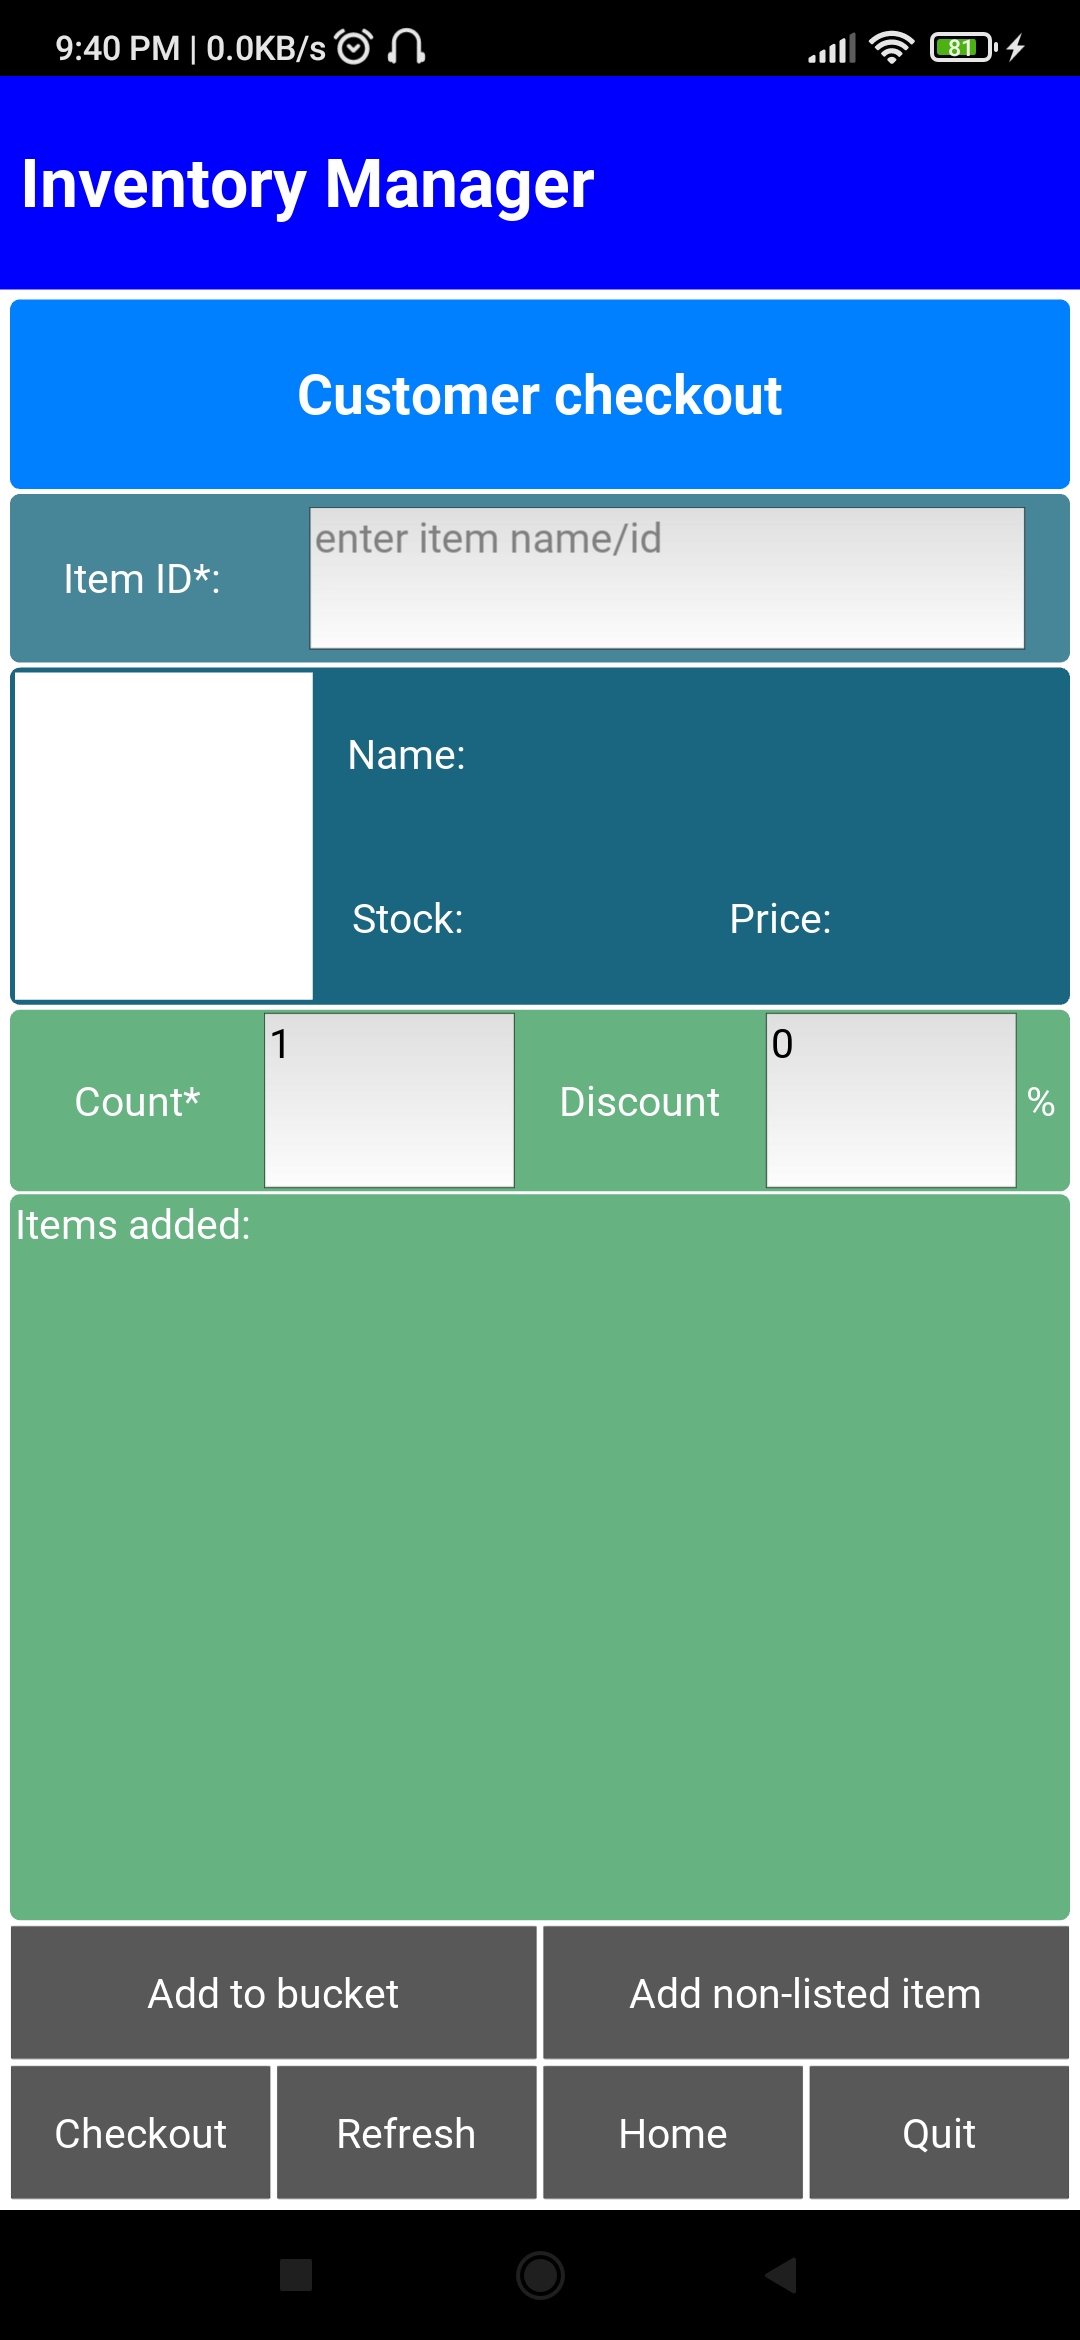 9:40 PM | 0.0KB/s 81
Inventory Manager
Customer checkout
Item ID*: enter item name/id
Name:
Stock: Price:
Count* 1 Discount 0 %
Items added:
Add to bucket Add non-listed item
Checkout Refresh Home Quit